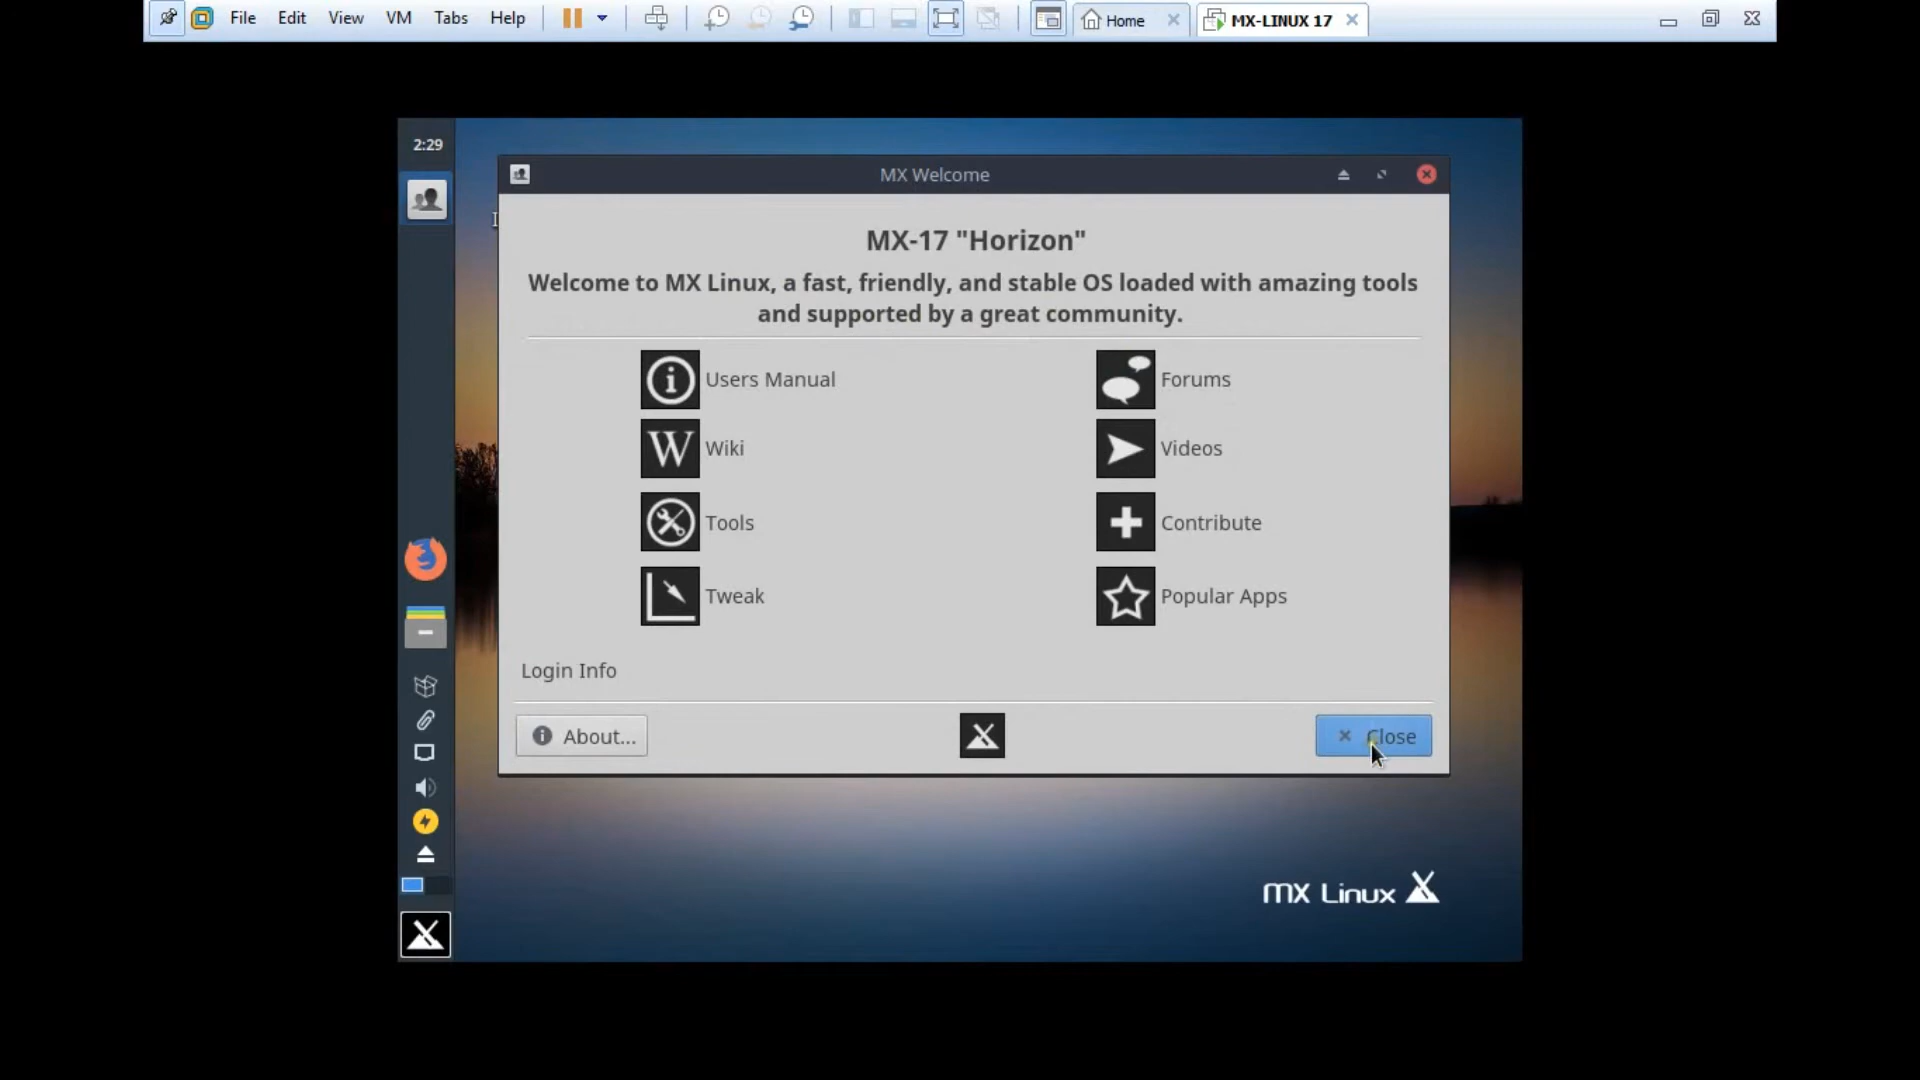 File Edit View VM Tabs Help Home MX-LINUX 17
2:29
MX Welcome
MX-17 "Horizon"
Welcome to MX Linux, a fast, friendly, and stable OS loaded with amazing tools
and supported by a great community.
Users Manual Forums
Wiki Videos
Tools Contribute
Tweak Popular Apps
Login Info
About... Close
MX Linux